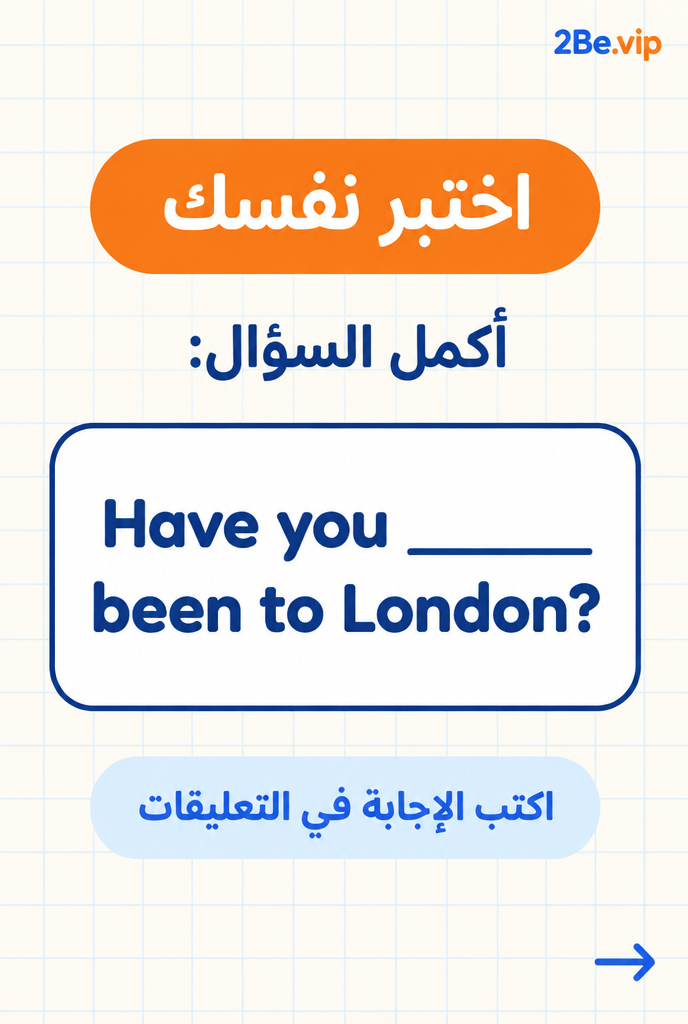 2Be.vip
اختبر نفسك
أكمل السؤال:
Have you ______
been to London?
اكتب الإجابة في التعليقات